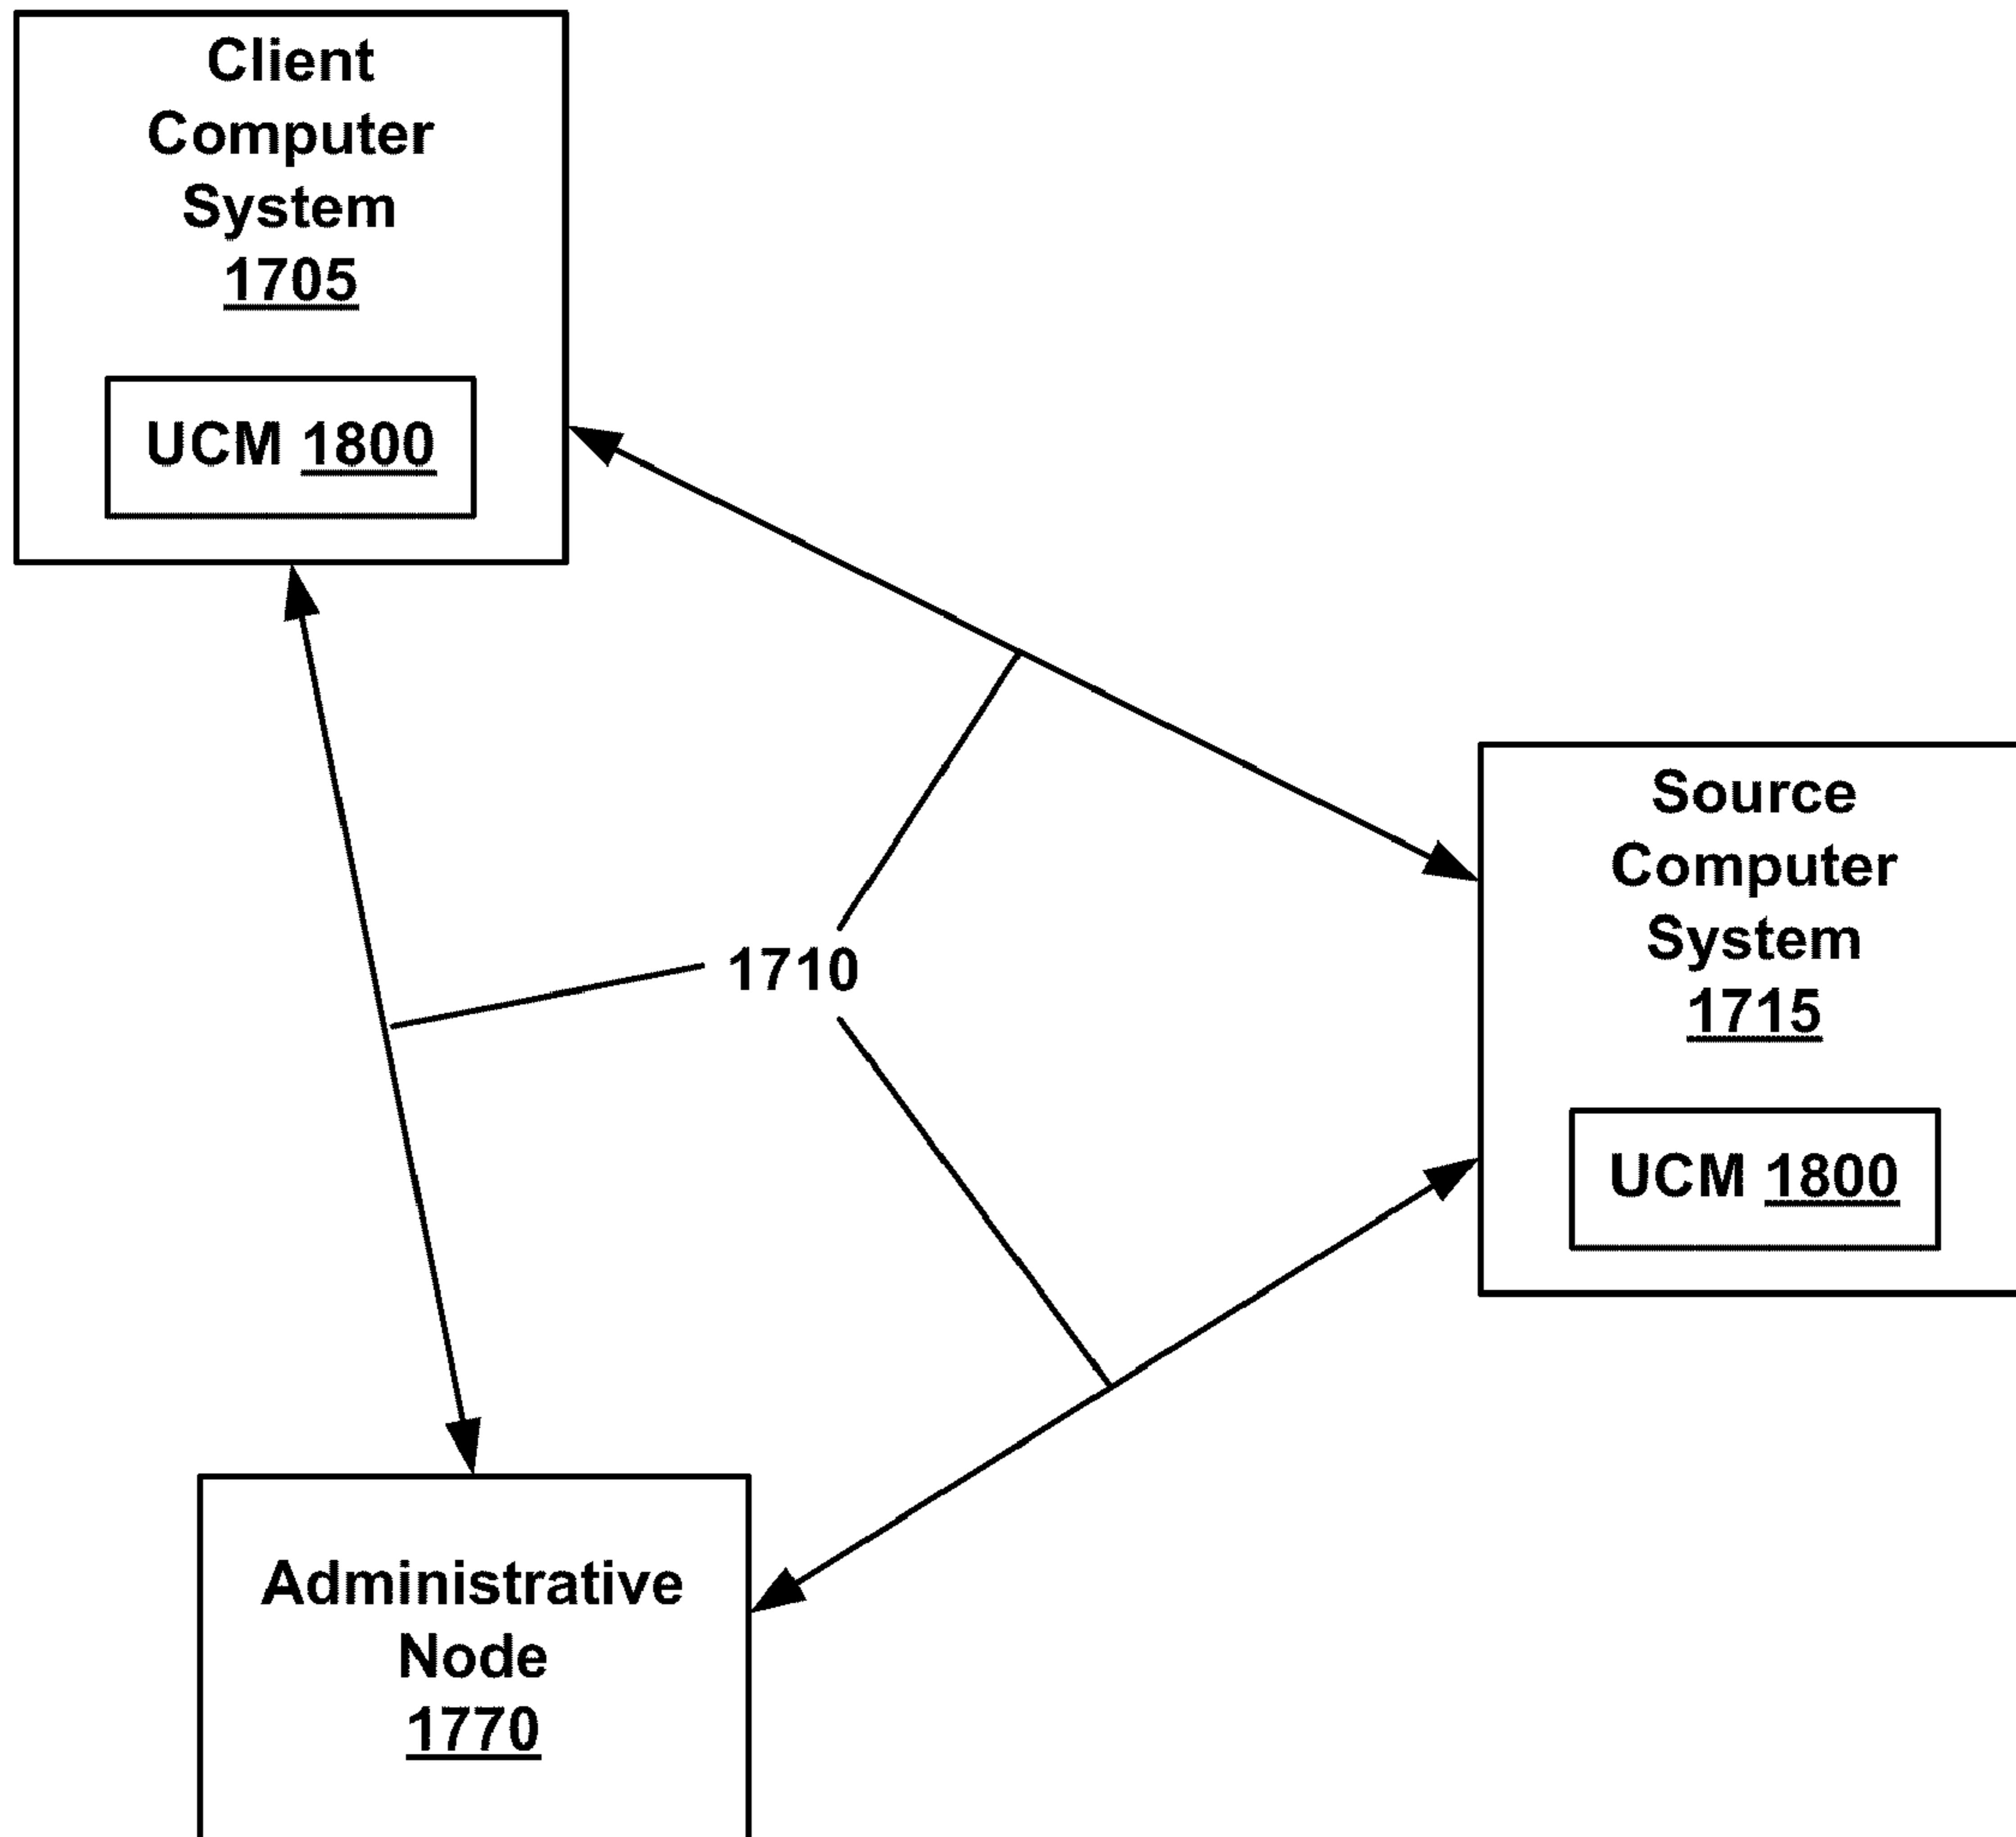 Client
Computer
System
1705
UCM 1800
1710
Source
Computer
System
1715
UCM 1800
Administrative
Node
1770